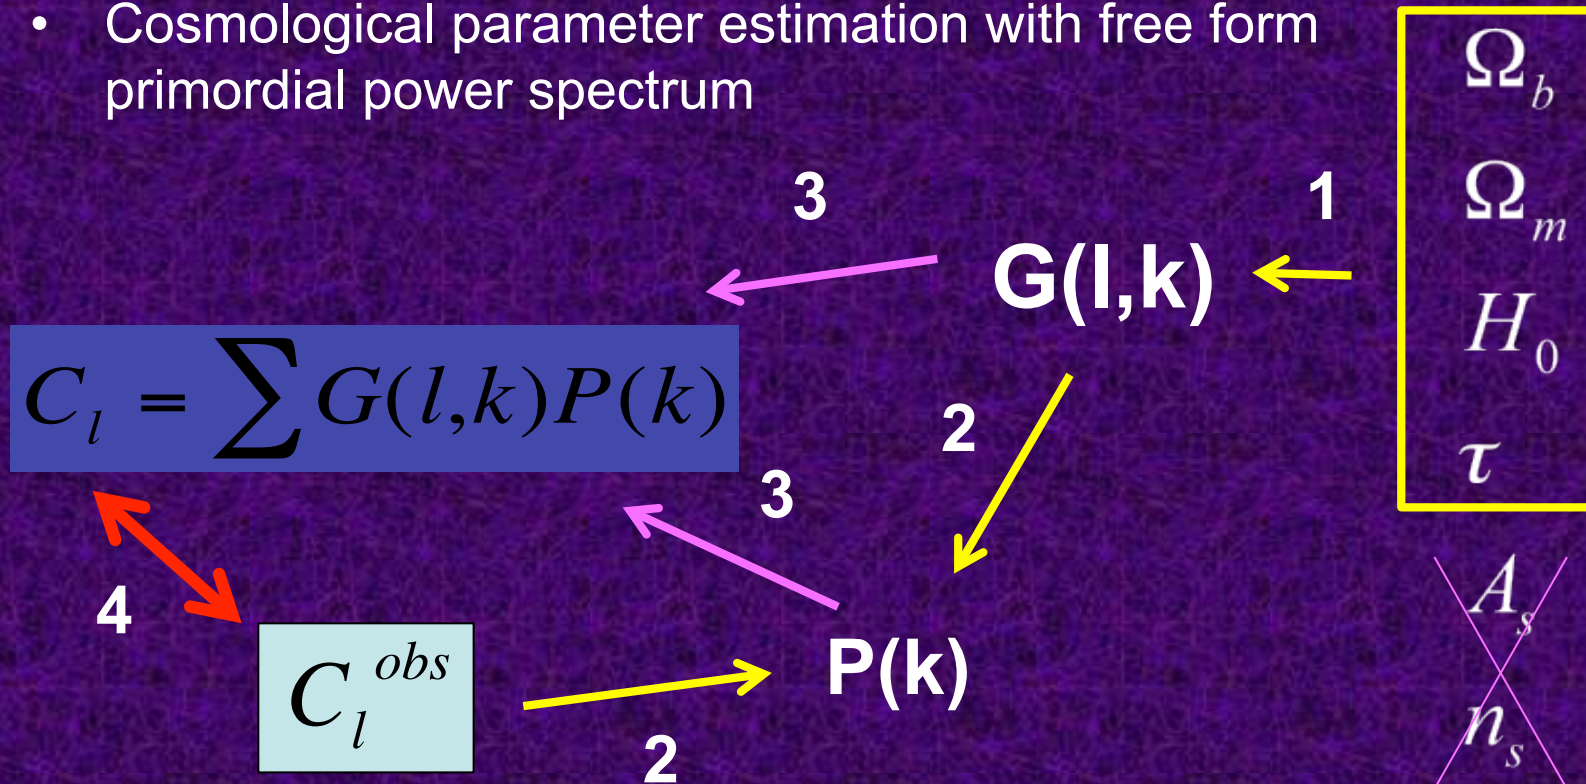 • Cosmological parameter estimation with free form
primordial power spectrum
Ω_b
Ω_m
H_0
τ
A_s
n_s
1
G(l,k)
3
C_l = ∑ G(l,k)P(k)
2
3
4
C_l^obs
P(k)
2